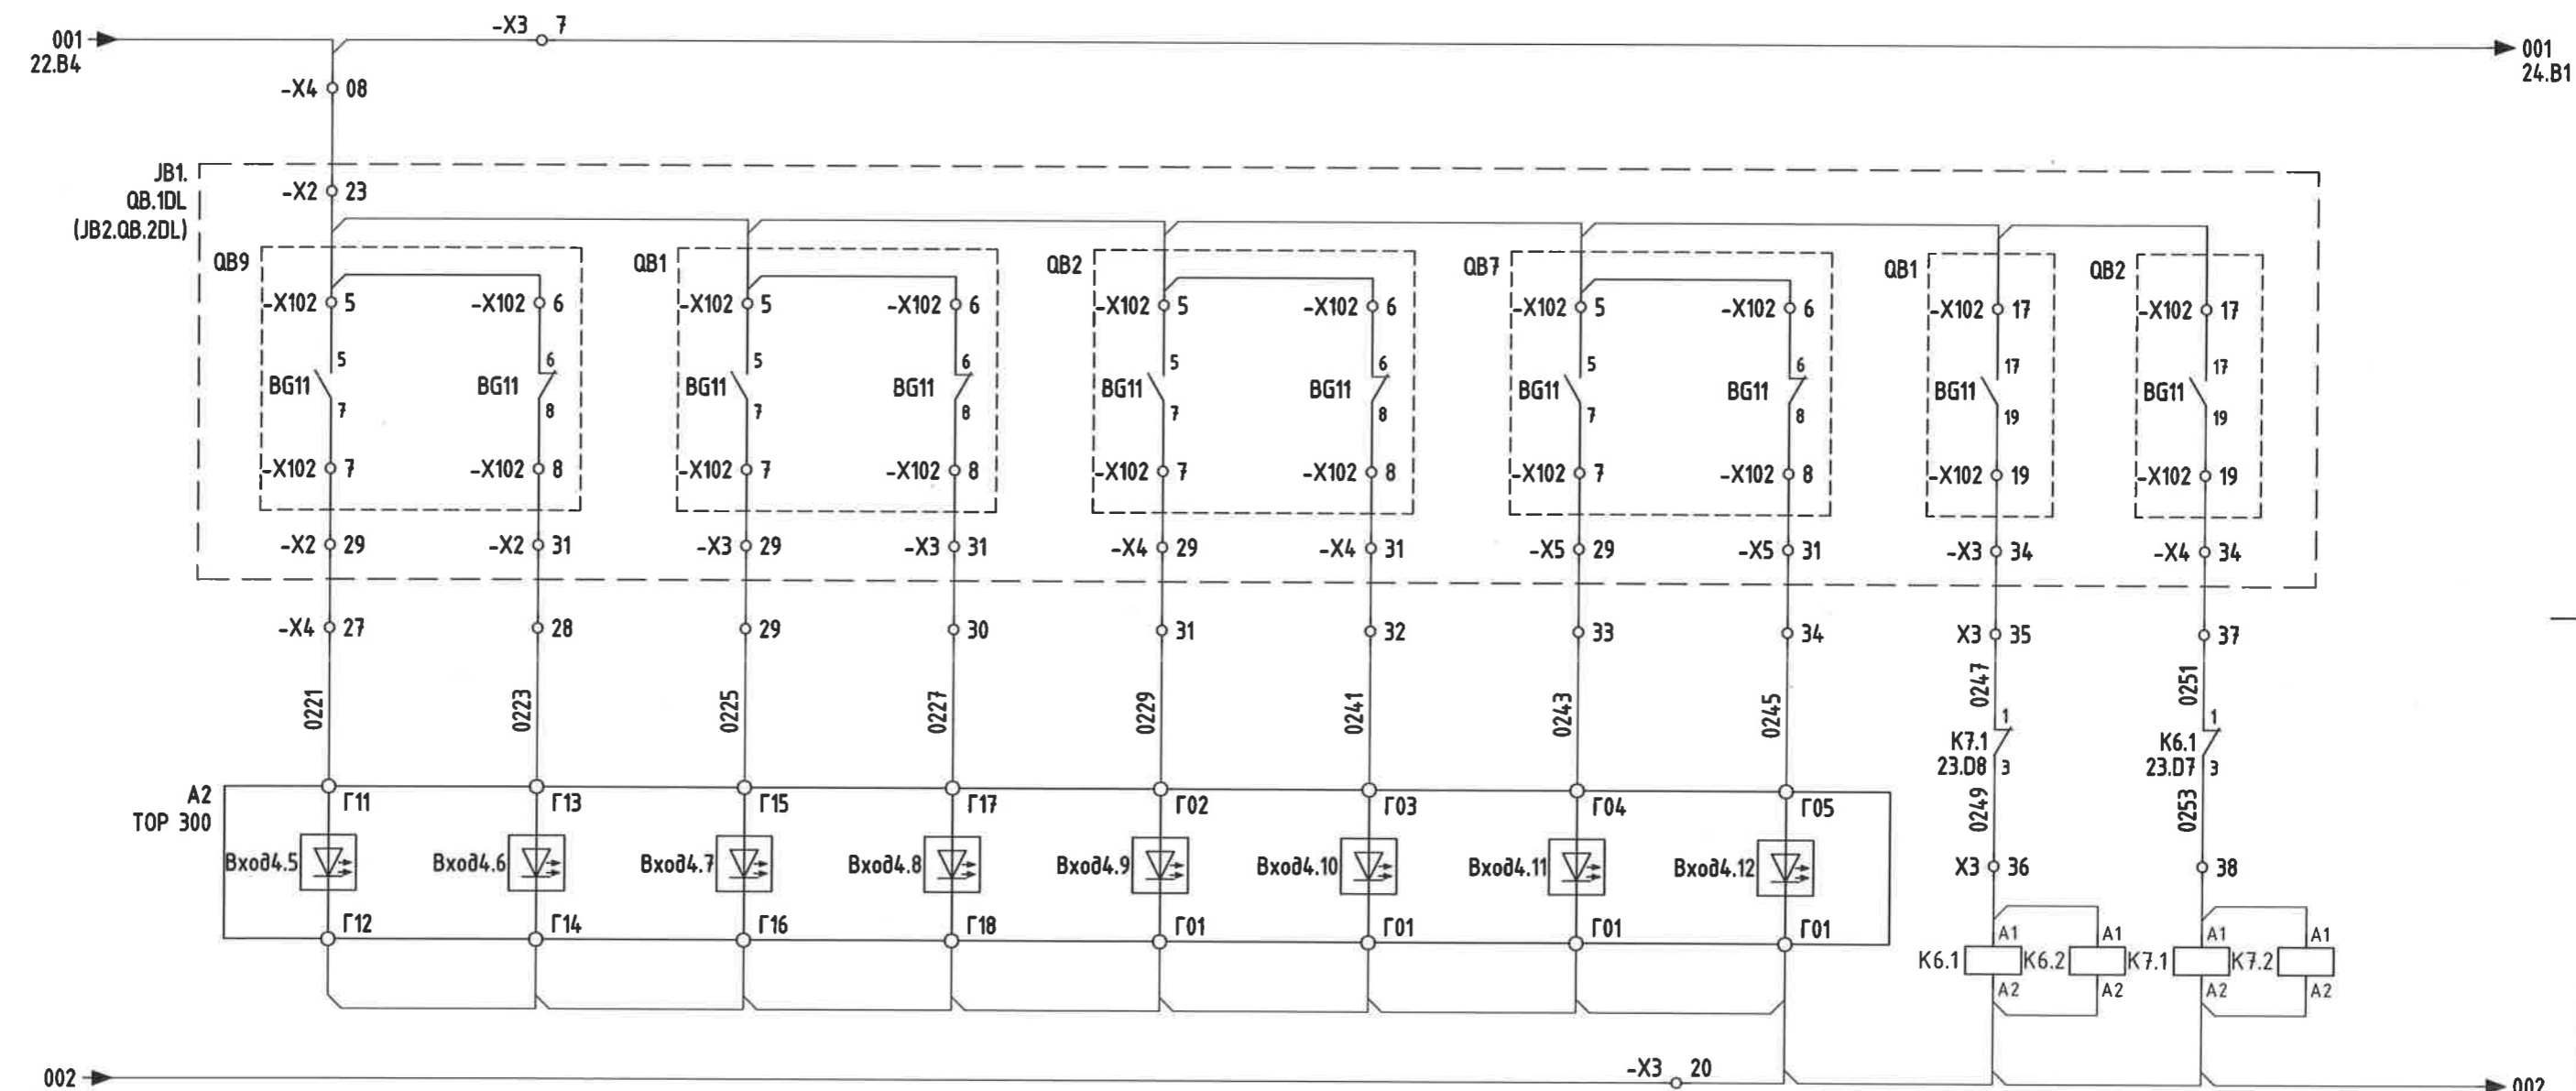 -X3 7
001
22.B4
001
24.B1
-X4 08
JB1.
QB.1DL
(JB2.QB.2DL)
-X2 23
QB9 QB1 QB2 QB7 QB1 QB2
-X102 5 -X102 6 -X102 5 -X102 6 -X102 5 -X102 6 -X102 5 -X102 6 -X102 17 -X102 17
5 6 5 6 5 6 5 6 17 17
BG11 BG11 BG11 BG11 BG11 BG11 BG11 BG11 BG11 BG11
7 8 7 8 7 8 7 8 19 19
-X102 7 -X102 8 -X102 7 -X102 8 -X102 7 -X102 8 -X102 7 -X102 8 -X102 19 -X102 19
-X2 29 -X2 31 -X3 29 -X3 31 -X4 29 -X4 31 -X5 29 -X5 31 -X3 34 -X4 34
-X4 27 28 29 30 31 32 33 34 X3 35 37
0221 0223 0225 0227 0229 0241 0243 0245 0247 0251
1 1
K7.1 K6.1
23.D8 3 23.D7 3
0249 0253
A2
TOP 300
Г11 Г13 Г15 Г17 Г02 Г03 Г04 Г05
Вход4.5 Вход4.6 Вход4.7 Вход4.8 Вход4.9 Вход4.10 Вход4.11 Вход4.12
X3 36 38
Г12 Г14 Г16 Г18 Г01 Г01 Г01 Г01
A1 A1 A1 A1
K6.1 K6.2 K7.1 K7.2
A2 A2 A2 A2
-X3 20
002
002